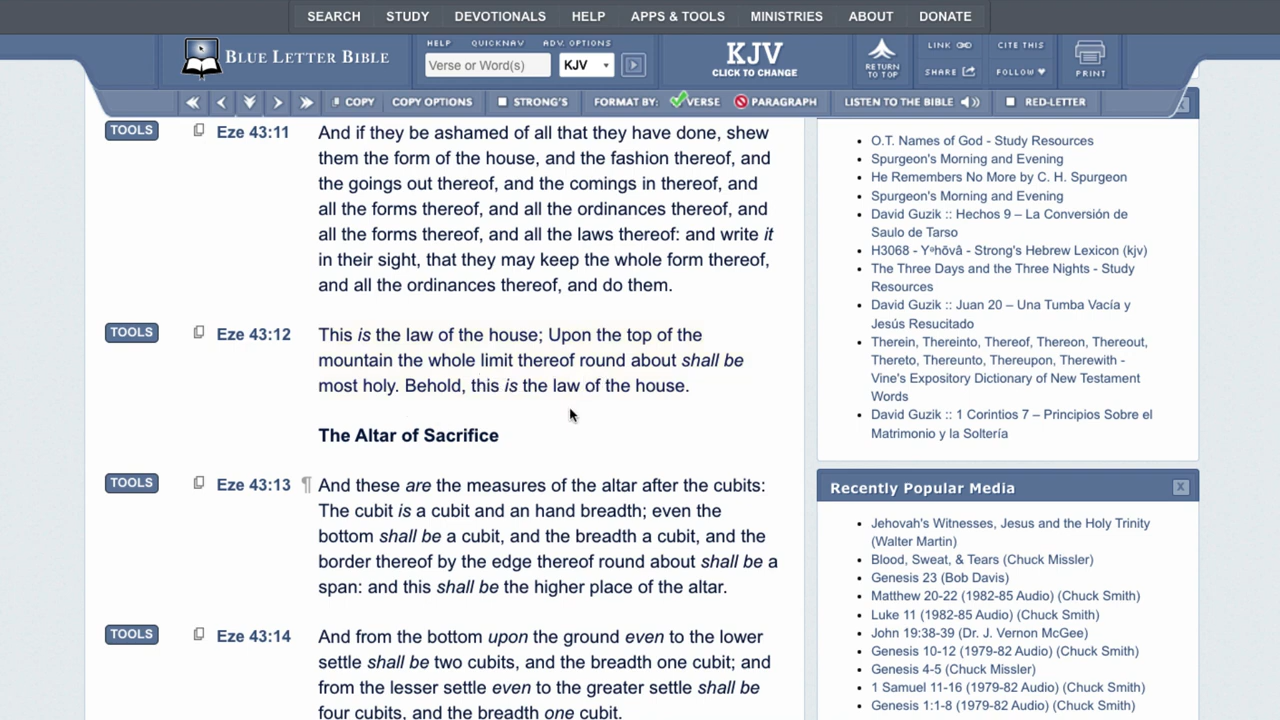 SEARCH STUDY DEVOTIONALS HELP APPS & TOOLS MINISTRIES ABOUT DONATE
BLUE LETTER BIBLE
HELP QUICKNAV ADV. OPTIONS
Verse or Word(s) KJV
KJV
CLICK TO CHANGE
RETURN
TO TOP
LINK CITE THIS
SHARE FOLLOW
PRINT
COPY COPY OPTIONS STRONG'S FORMAT BY: VERSE PARAGRAPH LISTEN TO THE BIBLE RED-LETTER
TOOLS Eze 43:11 And if they be ashamed of all that they have done, shew
them the form of the house, and the fashion thereof, and
the goings out thereof, and the comings in thereof, and
all the forms thereof, and all the ordinances thereof, and
all the forms thereof, and all the laws thereof: and write it
in their sight, that they may keep the whole form thereof,
and all the ordinances thereof, and do them.
TOOLS Eze 43:12 This is the law of the house; Upon the top of the
mountain the whole limit thereof round about shall be
most holy. Behold, this is the law of the house.
The Altar of Sacrifice
TOOLS Eze 43:13 ¶ And these are the measures of the altar after the cubits:
The cubit is a cubit and an hand breadth; even the
bottom shall be a cubit, and the breadth a cubit, and the
border thereof by the edge thereof round about shall be a
span: and this shall be the higher place of the altar.
TOOLS Eze 43:14 And from the bottom upon the ground even to the lower
settle shall be two cubits, and the breadth one cubit; and
from the lesser settle even to the greater settle shall be
four cubits, and the breadth one cubit.
O.T. Names of God - Study Resources
Spurgeon's Morning and Evening
He Remembers No More by C. H. Spurgeon
Spurgeon's Morning and Evening
David Guzik :: Hechos 9 – La Conversión de
Saulo de Tarso
H3068 - Yᵊhōvâ - Strong's Hebrew Lexicon (kjv)
The Three Days and the Three Nights - Study
Resources
David Guzik :: Juan 20 – Una Tumba Vacía y
Jesús Resucitado
Therein, Thereinto, Thereof, Thereon, Thereout,
Thereto, Thereunto, Thereupon, Therewith -
Vine's Expository Dictionary of New Testament
Words
David Guzik :: 1 Corintios 7 – Principios Sobre el
Matrimonio y la Soltería
Recently Popular Media X
Jehovah's Witnesses, Jesus and the Holy Trinity
(Walter Martin)
Blood, Sweat, & Tears (Chuck Missler)
Genesis 23 (Bob Davis)
Matthew 20-22 (1982-85 Audio) (Chuck Smith)
Luke 11 (1982-85 Audio) (Chuck Smith)
John 19:38-39 (Dr. J. Vernon McGee)
Genesis 10-12 (1979-82 Audio) (Chuck Smith)
Genesis 4-5 (Chuck Missler)
1 Samuel 11-16 (1979-82 Audio) (Chuck Smith)
Genesis 1:1-8 (1979-82 Audio) (Chuck Smith)